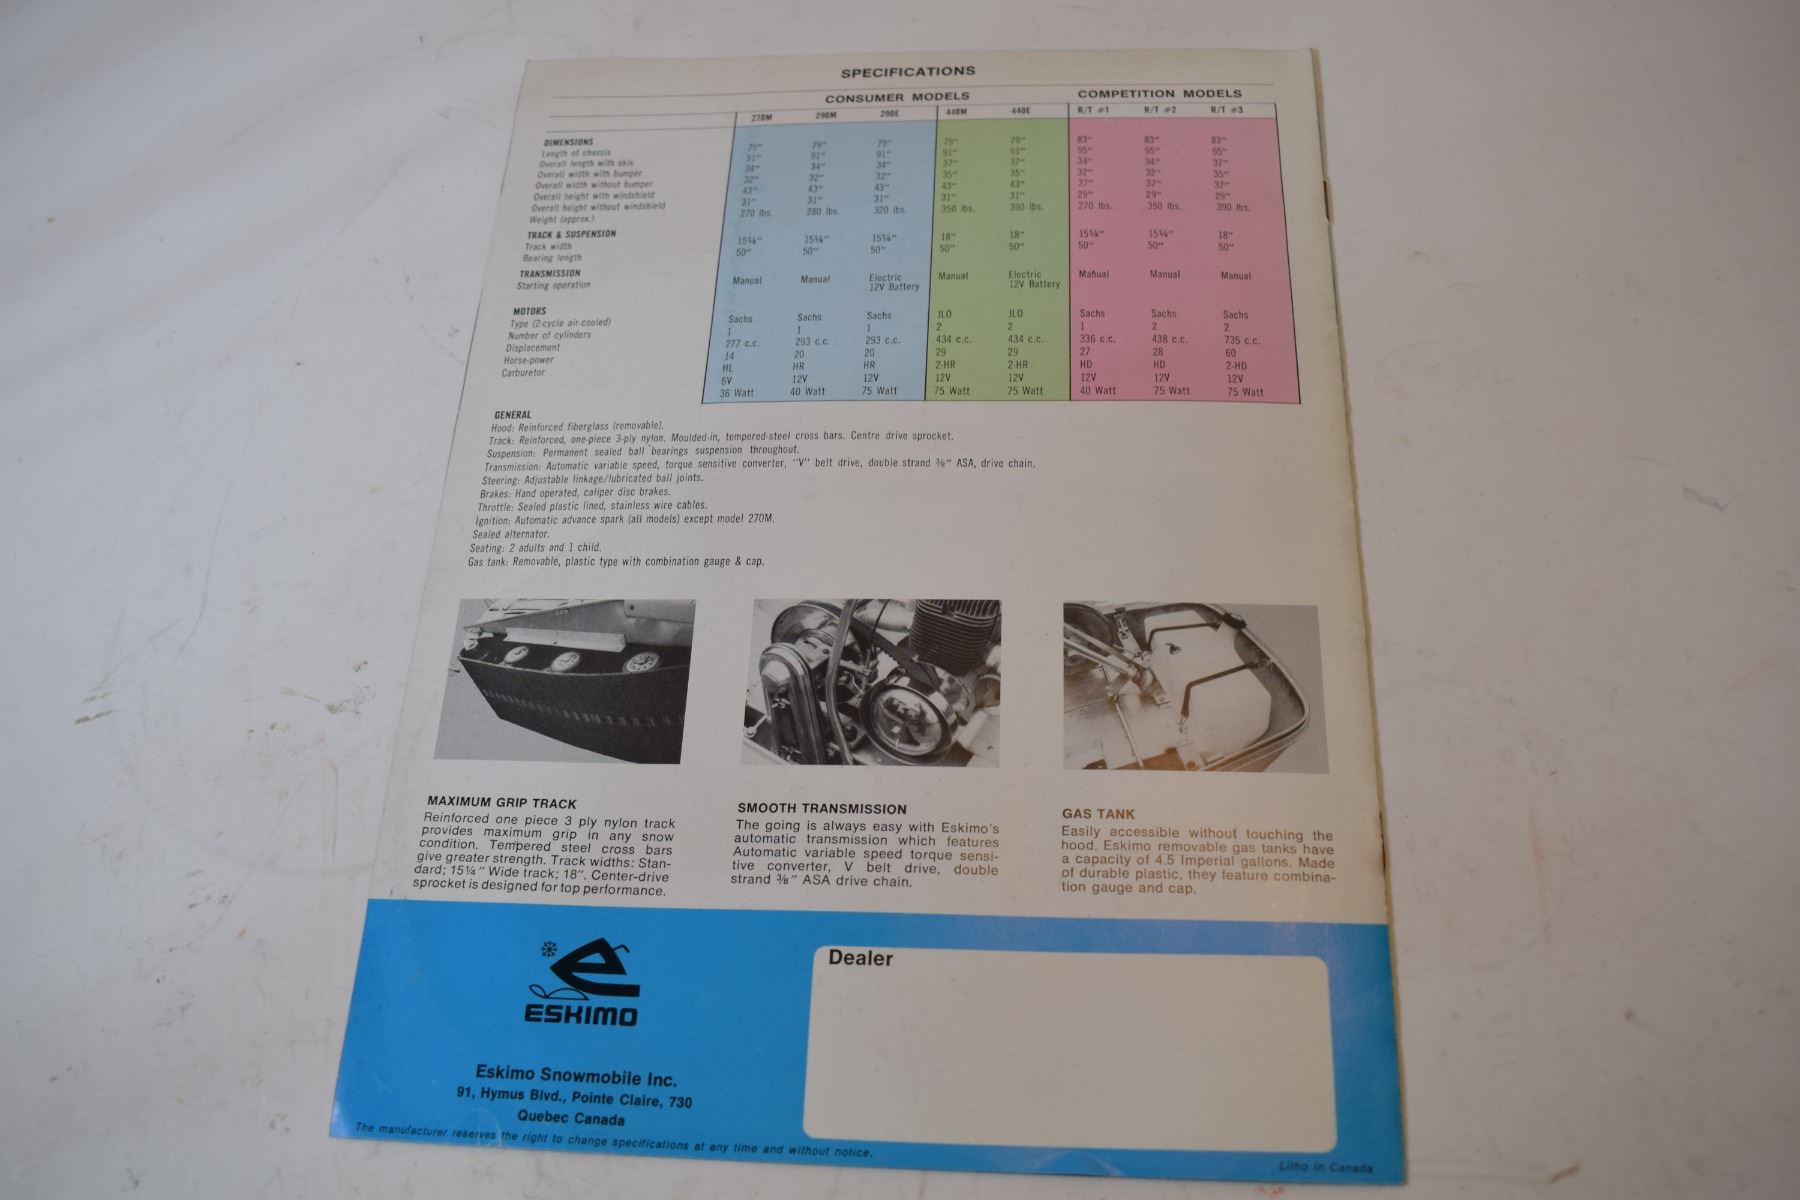 SPECIFICATIONS
CONSUMER MODELS COMPETITION MODELS
270M 290M 290E 440M 440E R/T #1 R/T #2 R/T #3
DIMENSIONS
Length of chassis 79" 79" 79" 79" 79" 83" 83" 83"
Overall length with skis 91" 91" 91" 91" 91" 95" 95" 95"
Overall width with bumper 34" 34" 34" 37" 37" 34" 34" 37"
Overall width without bumper 32" 32" 32" 35" 35" 32" 32" 35"
Overall height with windshield 43" 43" 43" 43" 43" 37" 37" 37"
Overall height without windshield 31" 31" 31" 31" 31" 29" 29" 29"
Weight (approx.) 270 lbs. 280 lbs. 320 lbs. 350 lbs. 390 lbs. 270 lbs. 350 lbs. 390 lbs.
TRACK & SUSPENSION
Track width 15¼" 15¼" 15¼" 18" 18" 15¼" 15¼" 18"
Bearing length 50" 50" 50" 50" 50" 50" 50" 50"
TRANSMISSION
Starting operation Manual Manual Electric Manual Electric Manual Manual Manual
12V Battery 12V Battery
MOTORS
Type (2-cycle air-cooled) Sachs Sachs Sachs JLO JLO Sachs Sachs Sachs
Number of cylinders 1 1 1 2 2 1 2 2
Displacement 277 c.c. 293 c.c. 293 c.c. 434 c.c. 434 c.c. 336 c.c. 438 c.c. 735 c.c.
Horse-power 14 20 20 29 29 27 28 60
Carburetor HL HR HR 2-HR 2-HR HD HD 2-HD
6V 12V 12V 12V 12V 12V 12V 12V
36 Watt 40 Watt 75 Watt 75 Watt 75 Watt 40 Watt 75 Watt 75 Watt
GENERAL
Hood: Reinforced fiberglass (removable).
Track: Reinforced, one-piece 3-ply nylon. Moulded-in, tempered-steel cross bars. Centre drive sprocket.
Suspension: Permanent sealed ball bearings suspension throughout.
Transmission: Automatic variable speed, torque sensitive converter, "V" belt drive, double strand ⅜" ASA, drive chain.
Steering: Adjustable linkage/lubricated ball joints.
Brakes: Hand operated, caliper disc brakes.
Throttle: Sealed plastic lined, stainless wire cables.
Ignition: Automatic advance spark (all models) except model 270M.
Sealed alternator.
Seating: 2 adults and 1 child.
Gas tank: Removable, plastic type with combination gauge & cap.
MAXIMUM GRIP TRACK
Reinforced one piece 3 ply nylon track
provides maximum grip in any snow
condition. Tempered steel cross bars
give greater strength. Track widths: Stan-
dard; 15¼" Wide track; 18". Center-drive
sprocket is designed for top performance.
SMOOTH TRANSMISSION
The going is always easy with Eskimo's
automatic transmission which features
Automatic variable speed torque sensi-
tive converter, V belt drive, double
strand ⅜" ASA drive chain.
GAS TANK
Easily accessible without touching the
hood. Eskimo removable gas tanks have
a capacity of 4.5 Imperial gallons. Made
of durable plastic, they feature combina-
tion gauge and cap.
ESKIMO
Eskimo Snowmobile Inc.
91, Hymus Blvd., Pointe Claire, 730
Quebec Canada
The manufacturer reserves the right to change specifications at any time and without notice.
Dealer
Litho in Canada